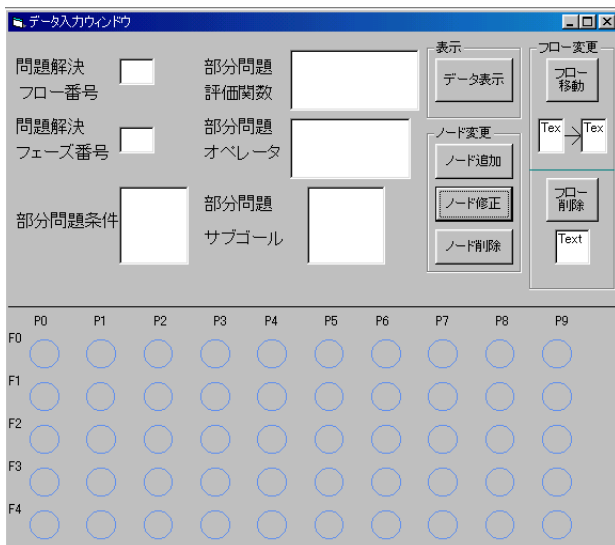 データ入力ウィンドウ
問題解決
フロー番号
部分問題
評価関数
表示
データ表示
フロー変更
フロー
移動
問題解決
フェーズ番号
部分問題
オペレータ
ノード変更
ノード追加
Tex
Tex
部分問題条件
部分問題
サブゴール
ノード修正
ノード削除
フロー
削除
Text
P0 P1 P2 P3 P4 P5 P6 P7 P8 P9
F0
F1
F2
F3
F4